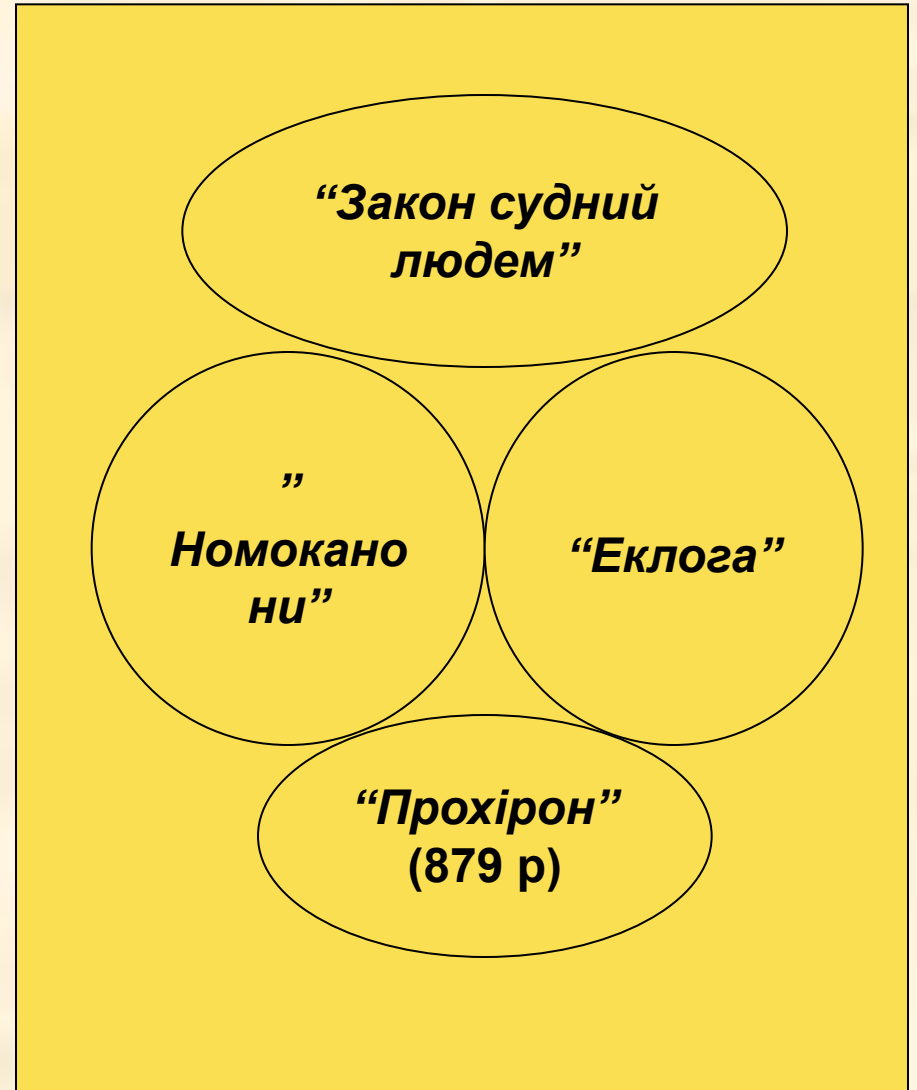 “Закон судний
людем”
”
Номокано
ни”
“Еклога”
“Прохірон”
(879 р)